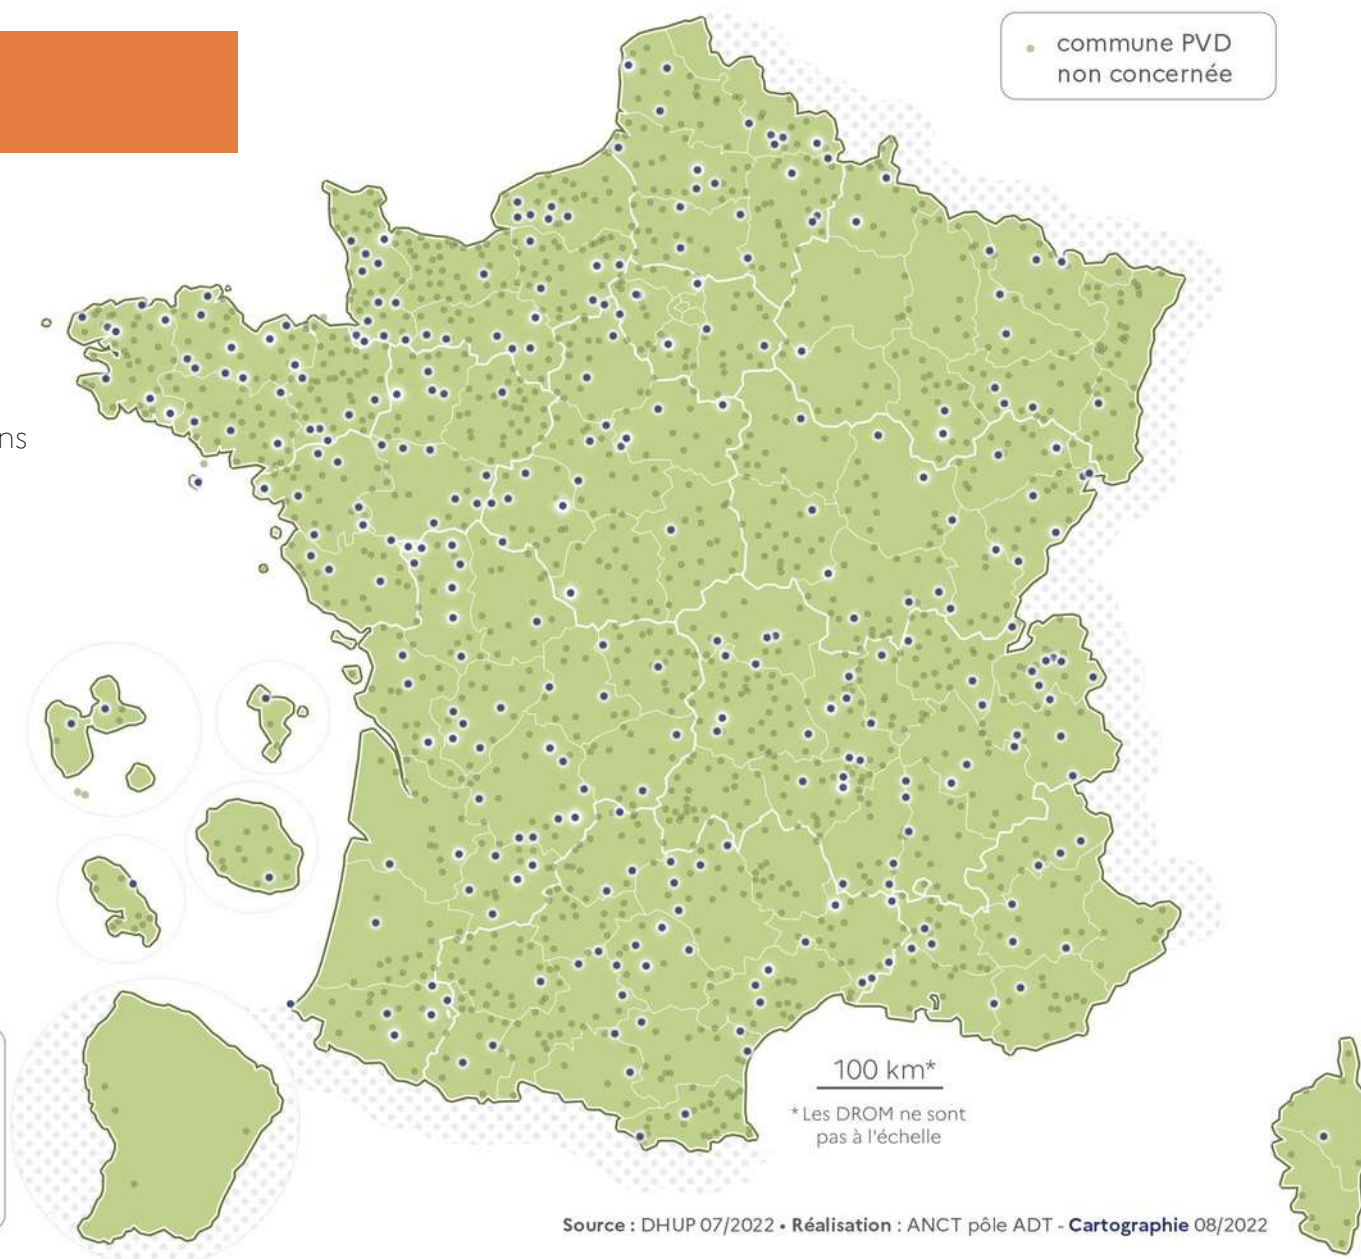 commune PVD
non concernée
ns
100 km*
* Les DROM ne sont
pas à l'échelle
Source : DHUP 07/2022 • Réalisation : ANCT pôle ADT - Cartographie 08/2022